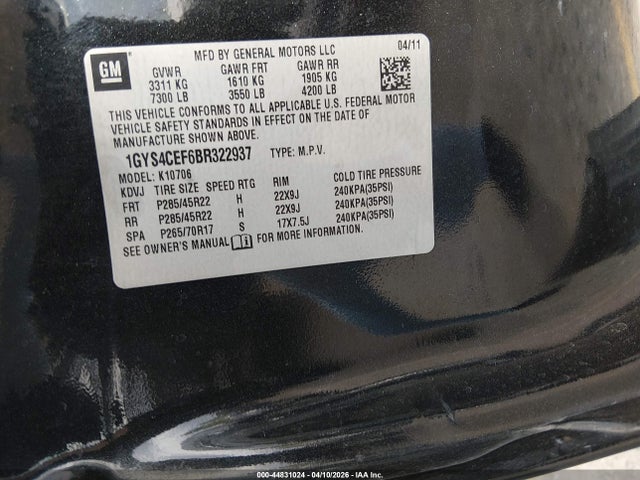 GM
MFD BY GENERAL MOTORS LLC
04/11
GVWR GAWR FRT GAWR RR
3311 KG 1610 KG 1905 KG
7300 LB 3550 LB 4200 LB
THIS VEHICLE CONFORMS TO ALL APPLICABLE U.S. FEDERAL MOTOR
VEHICLE SAFETY STANDARDS IN EFFECT ON THE DATE OF
MANUFACTURE SHOWN ABOVE.
1GYS4CEF6BR322937 TYPE: M.P.V.
MODEL: K10706
KDVJ TIRE SIZE SPEED RTG RIM COLD TIRE PRESSURE
FRT P285/45R22 H 22X9J 240KPA(35PSI)
RR P285/45R22 H 22X9J 240KPA(35PSI)
SPA P265/70R17 S 17X7.5J 240KPA(35PSI)
SEE OWNER'S MANUAL
000-44831024 - 04/10/2026 - IAA Inc.